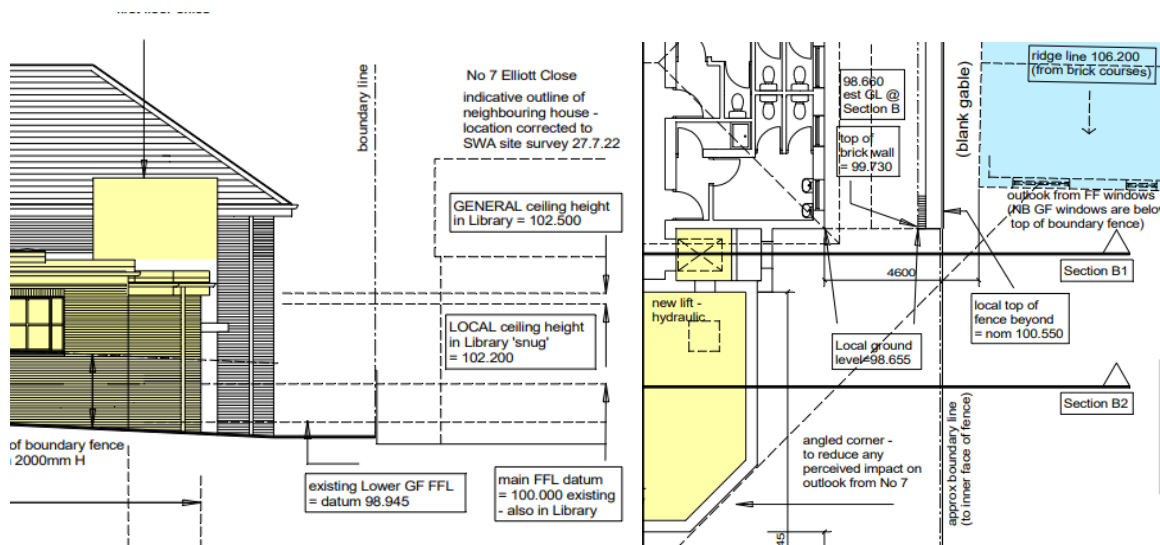 boundary line
No 7 Elliott Close
indicative outline of
neighbouring house -
location corrected to
SWA site survey 27.7.22
GENERAL ceiling height
in Library = 102.500
LOCAL ceiling height
in Library 'snug'
= 102.200
of boundary fence
2000mm H
existing Lower GF FFL
= datum 98.945
main FFL datum
= 100.000 existing
- also in Library
98.660
est GL @
Section B
top of
brick wall
= 99.730
(blank gable)
ridge line 106.200
(from brick courses)
outlook from FF windows
(NB GF windows are below
top of boundary fence)
Section B1
4600
new lift -
hydraulic
local top of
fence beyond
= nom 100.550
Local ground
level=98.655
Section B2
angled corner -
to reduce any
perceived impact on
outlook from No 7
approx boundary line
(to inner face of fence)
45